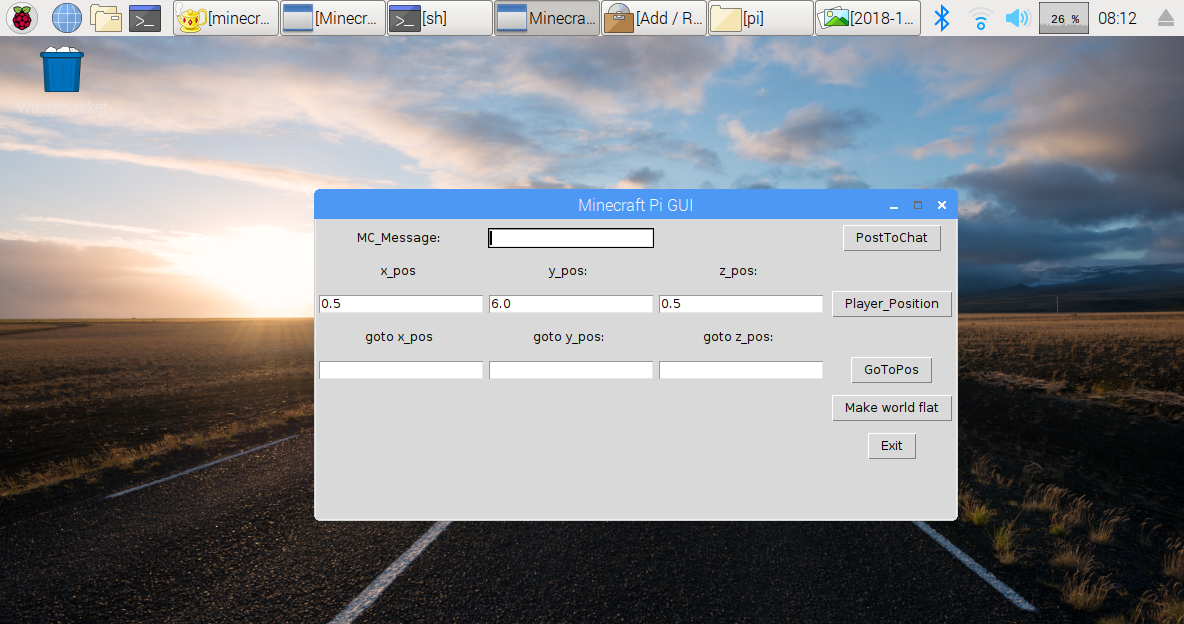 [minecr...
[Minecr...
[sh]
Minecra...
[Add / R...
[pi]
[2018-1...
26 %
08:12
Wastebasket
Minecraft Pi GUI
MC_Message:
PostToChat
x_pos
y_pos:
z_pos:
0.5
6.0
0.5
Player_Position
goto x_pos
goto y_pos:
goto z_pos:
GoToPos
Make world flat
Exit